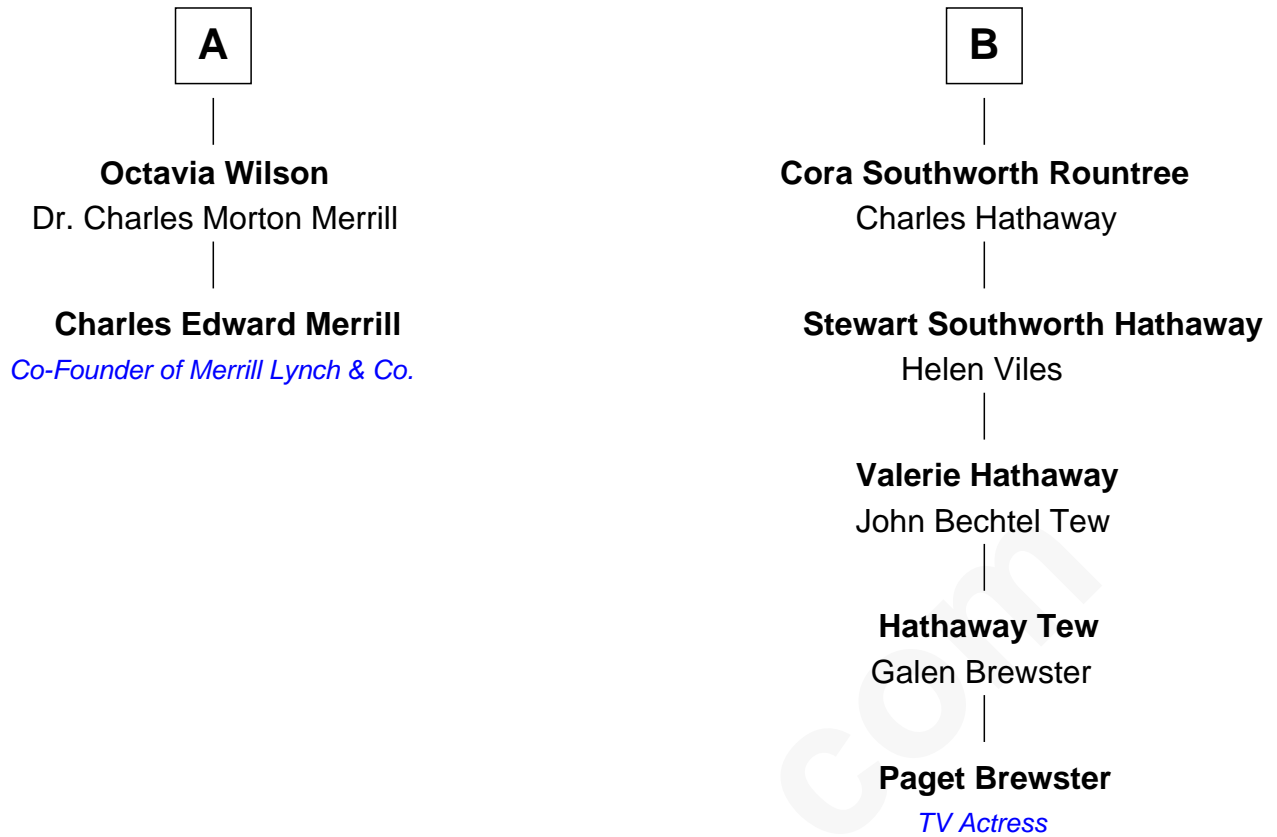 A
Octavia Wilson
Dr. Charles Morton Merrill
Charles Edward Merrill
Co-Founder of Merrill Lynch & Co.
B
Cora Southworth Rountree
Charles Hathaway
Stewart Southworth Hathaway
Helen Viles
Valerie Hathaway
John Bechtel Tew
Hathaway Tew
Galen Brewster
Paget Brewster
TV Actress
com